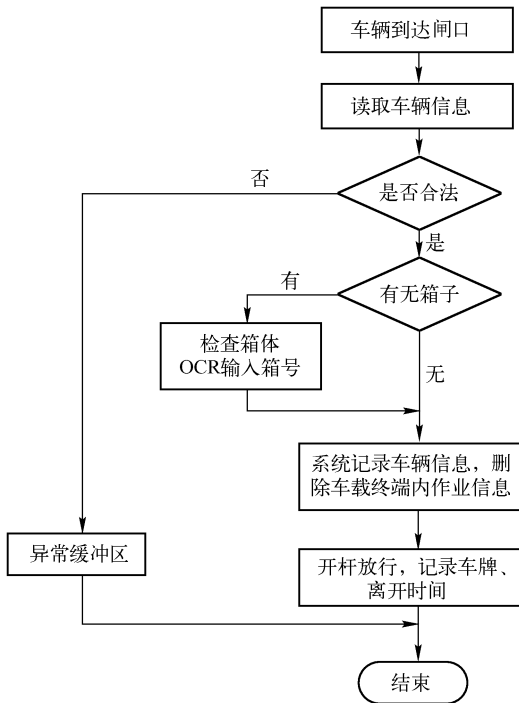 车辆到达闸口
读取车辆信息
否
是否合法
是
有
有无箱子
检查箱体
OCR输入箱号
无
系统记录车辆信息，删
除车载终端内作业信息
异常缓冲区
开杆放行，记录车牌、
离开时间
结束